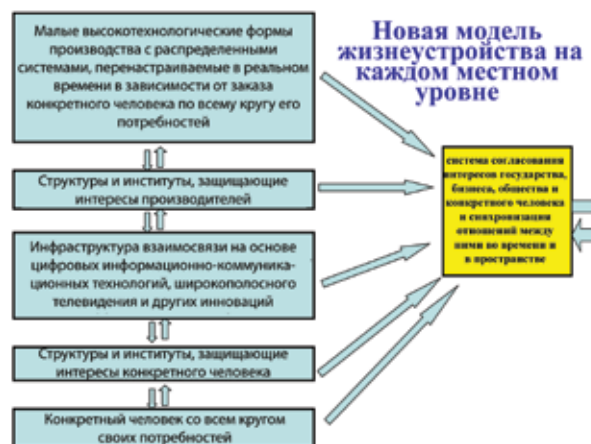 Малые высокотехнологические формы
производства с распределенными
системами, перенастраиваемые в реальном
времени в зависимости от заказа
конкретного человека по всему кругу его
потребностей
Структуры и институты, защищающие
интересы производителей
Инфраструктура взаимосвязи на основе
цифровых информационно-коммуника-
ционных технологий, широкополосного
телевидения и других инноваций
Структуры и институты, защищающие
интересы конкретного человека
Конкретный человек со всем кругом
своих потребностей
Новая модель
жизнеустройства на
каждом местном
уровне
система согласования
интересов государства,
бизнеса, общества и
конкретного человека
и синхронизация
отношений между
ними во времени и
в пространстве